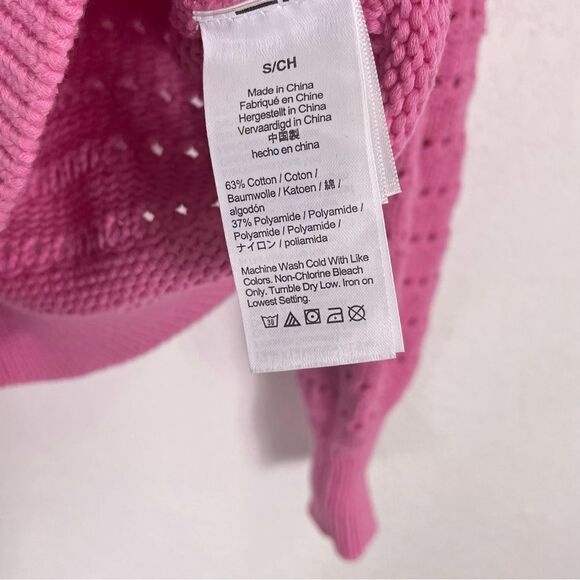 S/CH
Made in China
Fabriqué en Chine
Hergestellt in China
Vervaardigd in China
中国製
hecho en china
63% Cotton / Coton /
Baumwolle / Katoen / 綿 /
algodón
37% Polyamide / Polyamide /
Polyamide / Polyamide /
ナイロン / poliamida
Machine Wash Cold With Like
Colors. Non-Chlorine Bleach
Only. Tumble Dry Low. Iron on
Lowest Setting.
30